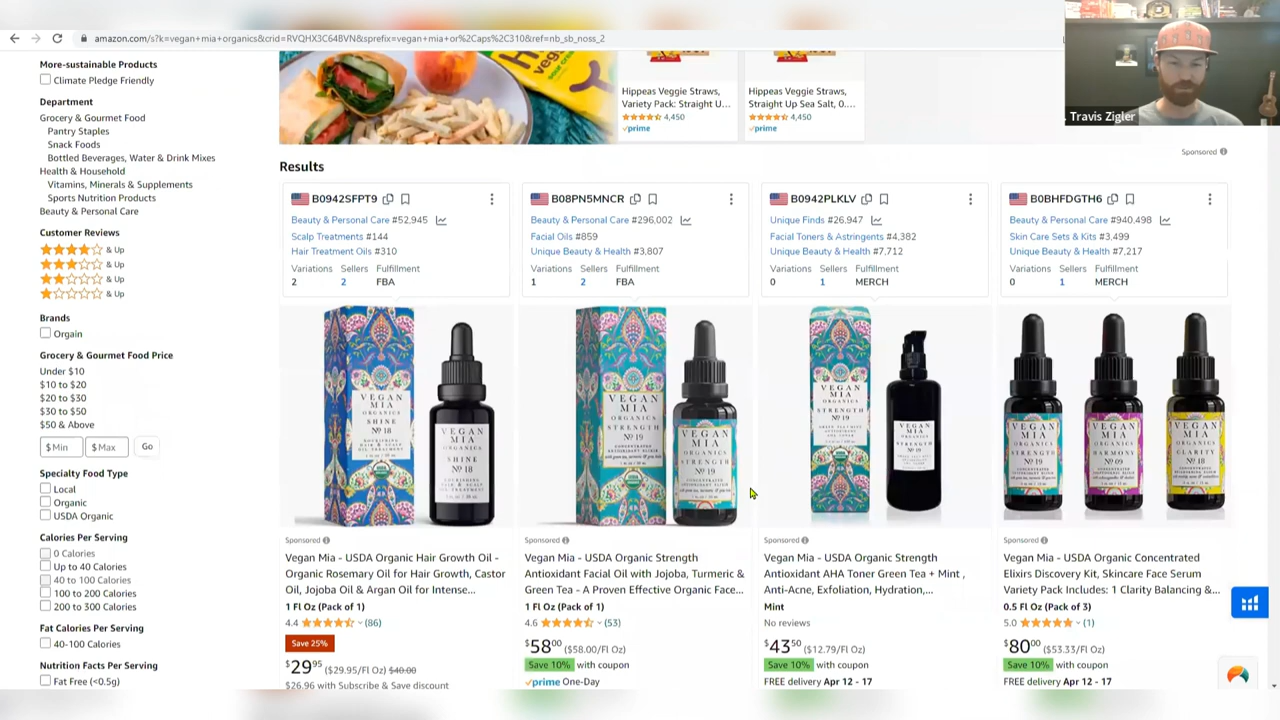 amazon.com/s?k=vegan+mia+organics&crid=RVQHX3C64BVN&sprefix=vegan+mia+or%2Caps%2C310&ref=nb_sb_noss_2
Travis Zigler
More-sustainable Products
Climate Pledge Friendly
Department
Grocery & Gourmet Food
Pantry Staples
Snack Foods
Bottled Beverages, Water & Drink Mixes
Health & Household
Vitamins, Minerals & Supplements
Sports Nutrition Products
Beauty & Personal Care
Customer Reviews
& Up
& Up
& Up
& Up
Brands
Orgain
Grocery & Gourmet Food Price
Under $10
$10 to $20
$20 to $30
$30 to $50
$50 & Above
$ Min $ Max Go
Specialty Food Type
Local
Organic
USDA Organic
Calories Per Serving
0 Calories
Up to 40 Calories
40 to 100 Calories
100 to 200 Calories
200 to 300 Calories
Fat Calories Per Serving
40-100 Calories
Nutrition Facts Per Serving
Fat Free (<0.5g)
Hippeas Veggie Straws,
Variety Pack: Straight U...
4,450
prime
Hippeas Veggie Straws,
Straight Up Sea Salt, 0....
4,450
prime
Sponsored
Results
B0942SFPT9
Beauty & Personal Care #52,945
Scalp Treatments #144
Hair Treatment Oils #310
Variations Sellers Fulfillment
2 2 FBA
VEGAN
MIA
ORGANICS
SHINE
Nº 18
VEGAN
MIA
ORGANICS
SHINE
Nº 18
Sponsored
Vegan Mia - USDA Organic Hair Growth Oil -
Organic Rosemary Oil for Hair Growth, Castor
Oil, Jojoba Oil & Argan Oil for Intense...
1 Fl Oz (Pack of 1)
4.4 (86)
Save 25%
$29 95 ($29.95/Fl Oz) $40.00
$26.96 with Subscribe & Save discount
B08PN5MNCR
Beauty & Personal Care #296,002
Facial Oils #859
Unique Beauty & Health #3,807
Variations Sellers Fulfillment
1 2 FBA
VEGAN
MIA
ORGANICS
STRENGTH
Nº 19
VEGAN
MIA
ORGANICS
STRENGTH
Nº 19
Sponsored
Vegan Mia - USDA Organic Strength
Antioxidant Facial Oil with Jojoba, Turmeric &
Green Tea - A Proven Effective Organic Face...
1 Fl Oz (Pack of 1)
4.6 (53)
$58 00 ($58.00/Fl Oz)
Save 10% with coupon
prime One-Day
B0942PLKLV
Unique Finds #26,947
Facial Toners & Astringents #4,382
Unique Beauty & Health #7,712
Variations Sellers Fulfillment
0 1 MERCH
VEGAN
MIA
ORGANICS
STRENGTH
Nº 19
VEGAN
MIA
ORGANICS
STRENGTH
Nº 19
Sponsored
Vegan Mia - USDA Organic Strength
Antioxidant AHA Toner Green Tea + Mint ,
Anti-Acne, Exfoliation, Hydration,...
Mint
No reviews
$43 50 ($12.79/Fl Oz)
Save 10% with coupon
FREE delivery Apr 12 - 17
B0BHFDGTH6
Beauty & Personal Care #940,498
Skin Care Sets & Kits #3,499
Unique Beauty & Health #7,217
Variations Sellers Fulfillment
0 1 MERCH
VEGAN
MIA
ORGANICS
STRENGTH
Nº 19
VEGAN
MIA
ORGANICS
HARMONY
Nº 09
VEGAN
MIA
ORGANICS
CLARITY
Nº 18
Sponsored
Vegan Mia - USDA Organic Concentrated
Elixirs Discovery Kit, Skincare Face Serum
Variety Pack Includes: 1 Clarity Balancing &...
0.5 Fl Oz (Pack of 3)
5.0 (1)
$80 00 ($53.33/Fl Oz)
Save 10% with coupon
FREE delivery Apr 12 - 17